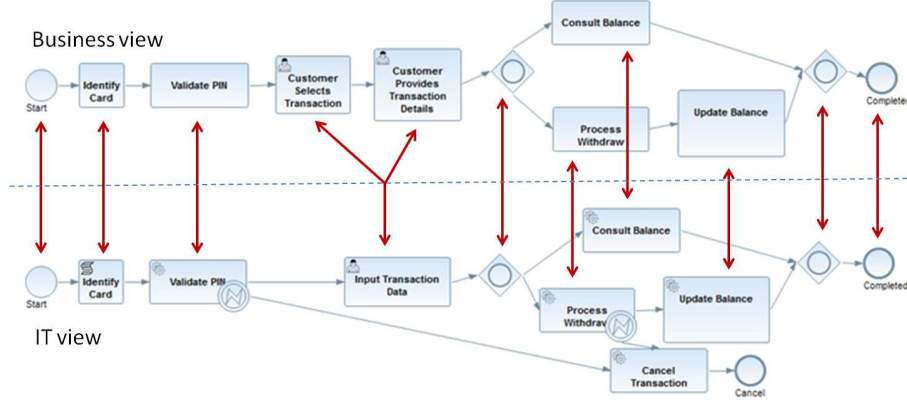 Business view
Start
Identify
Card
Validate PIN
Customer
Selects
Transaction
Customer
Provides
Transaction
Details
Consult Balance
Process
Withdraw
Update Balance
Completed
Start
Identify
Card
Validate PIN
Input Transaction
Data
Consult Balance
Process
Withdraw
Update Balance
Completed
Cancel
Transaction
Cancel
IT view